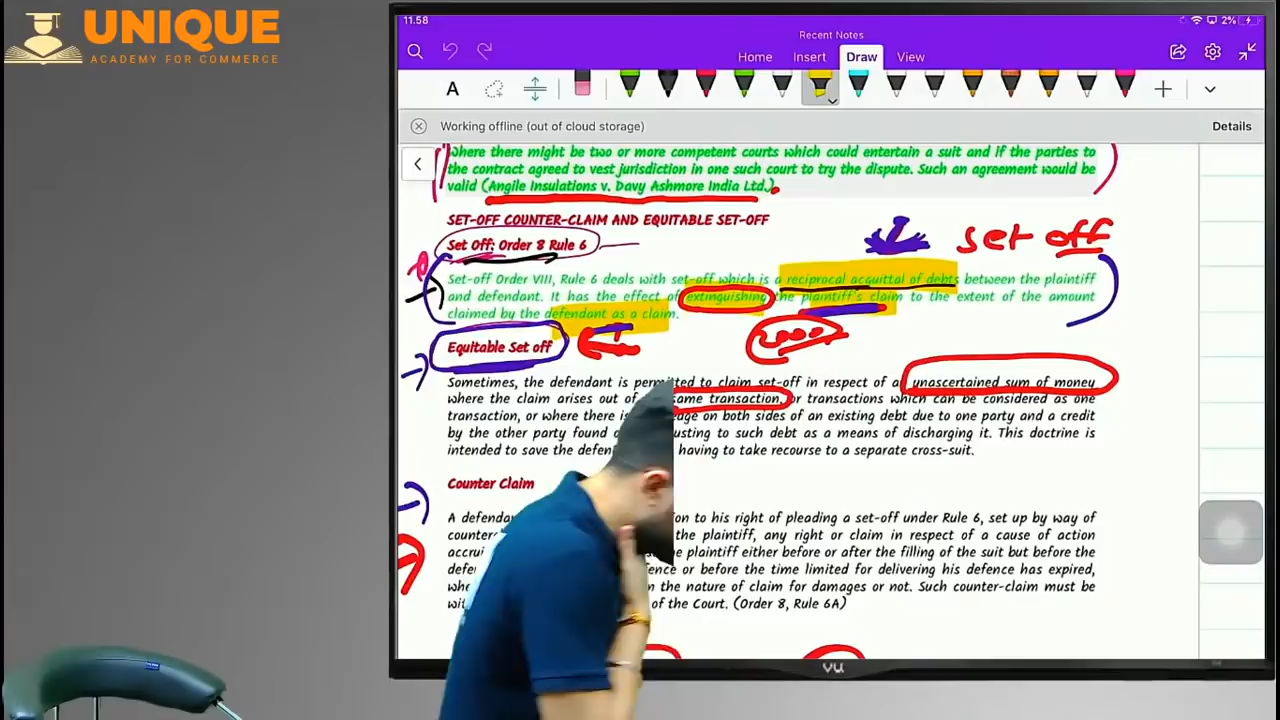 UNIQUE
ACADEMY FOR COMMERCE
11.58
2%
Recent Notes
Home Insert Draw View
A
Working offline (out of cloud storage)
Details
Where there might be two or more competent courts which could entertain a suit and if the parties to
the contract agreed to vest jurisdiction in one such court to try the dispute. Such an agreement would be
valid (Angile Insulations v. Davy Ashmore India Ltd.).
SET-OFF COUNTER-CLAIM AND EQUITABLE SET-OFF
set off
Set Off: Order 8 Rule 6
Set-off Order VIII, Rule 6 deals with set-off which is a reciprocal acquittal of debts between the plaintiff
and defendant. It has the effect of extinguishing the plaintiff's claim to the extent of the amount
claimed by the defendant as a claim.
Equitable Set off
Sometimes, the defendant is permitted to claim set-off in respect of an unascertained sum of money
where the claim arises out of same transaction, or transactions which can be considered as one
transaction, or where there is on both sides of an existing debt due to one party and a credit
by the other party found to such debt as a means of discharging it. This doctrine is
intended to save the having to take recourse to a separate cross-suit.
Counter Claim
A to his right of pleading a set-off under Rule 6, set up by way of
the plaintiff, any right or claim in respect of a cause of action
plaintiff either before or after the filling of the suit but before the
or before the time limited for delivering his defence has expired,
in the nature of claim for damages or not. Such counter-claim must be
of the Court. (Order 8, Rule 6A)
VU